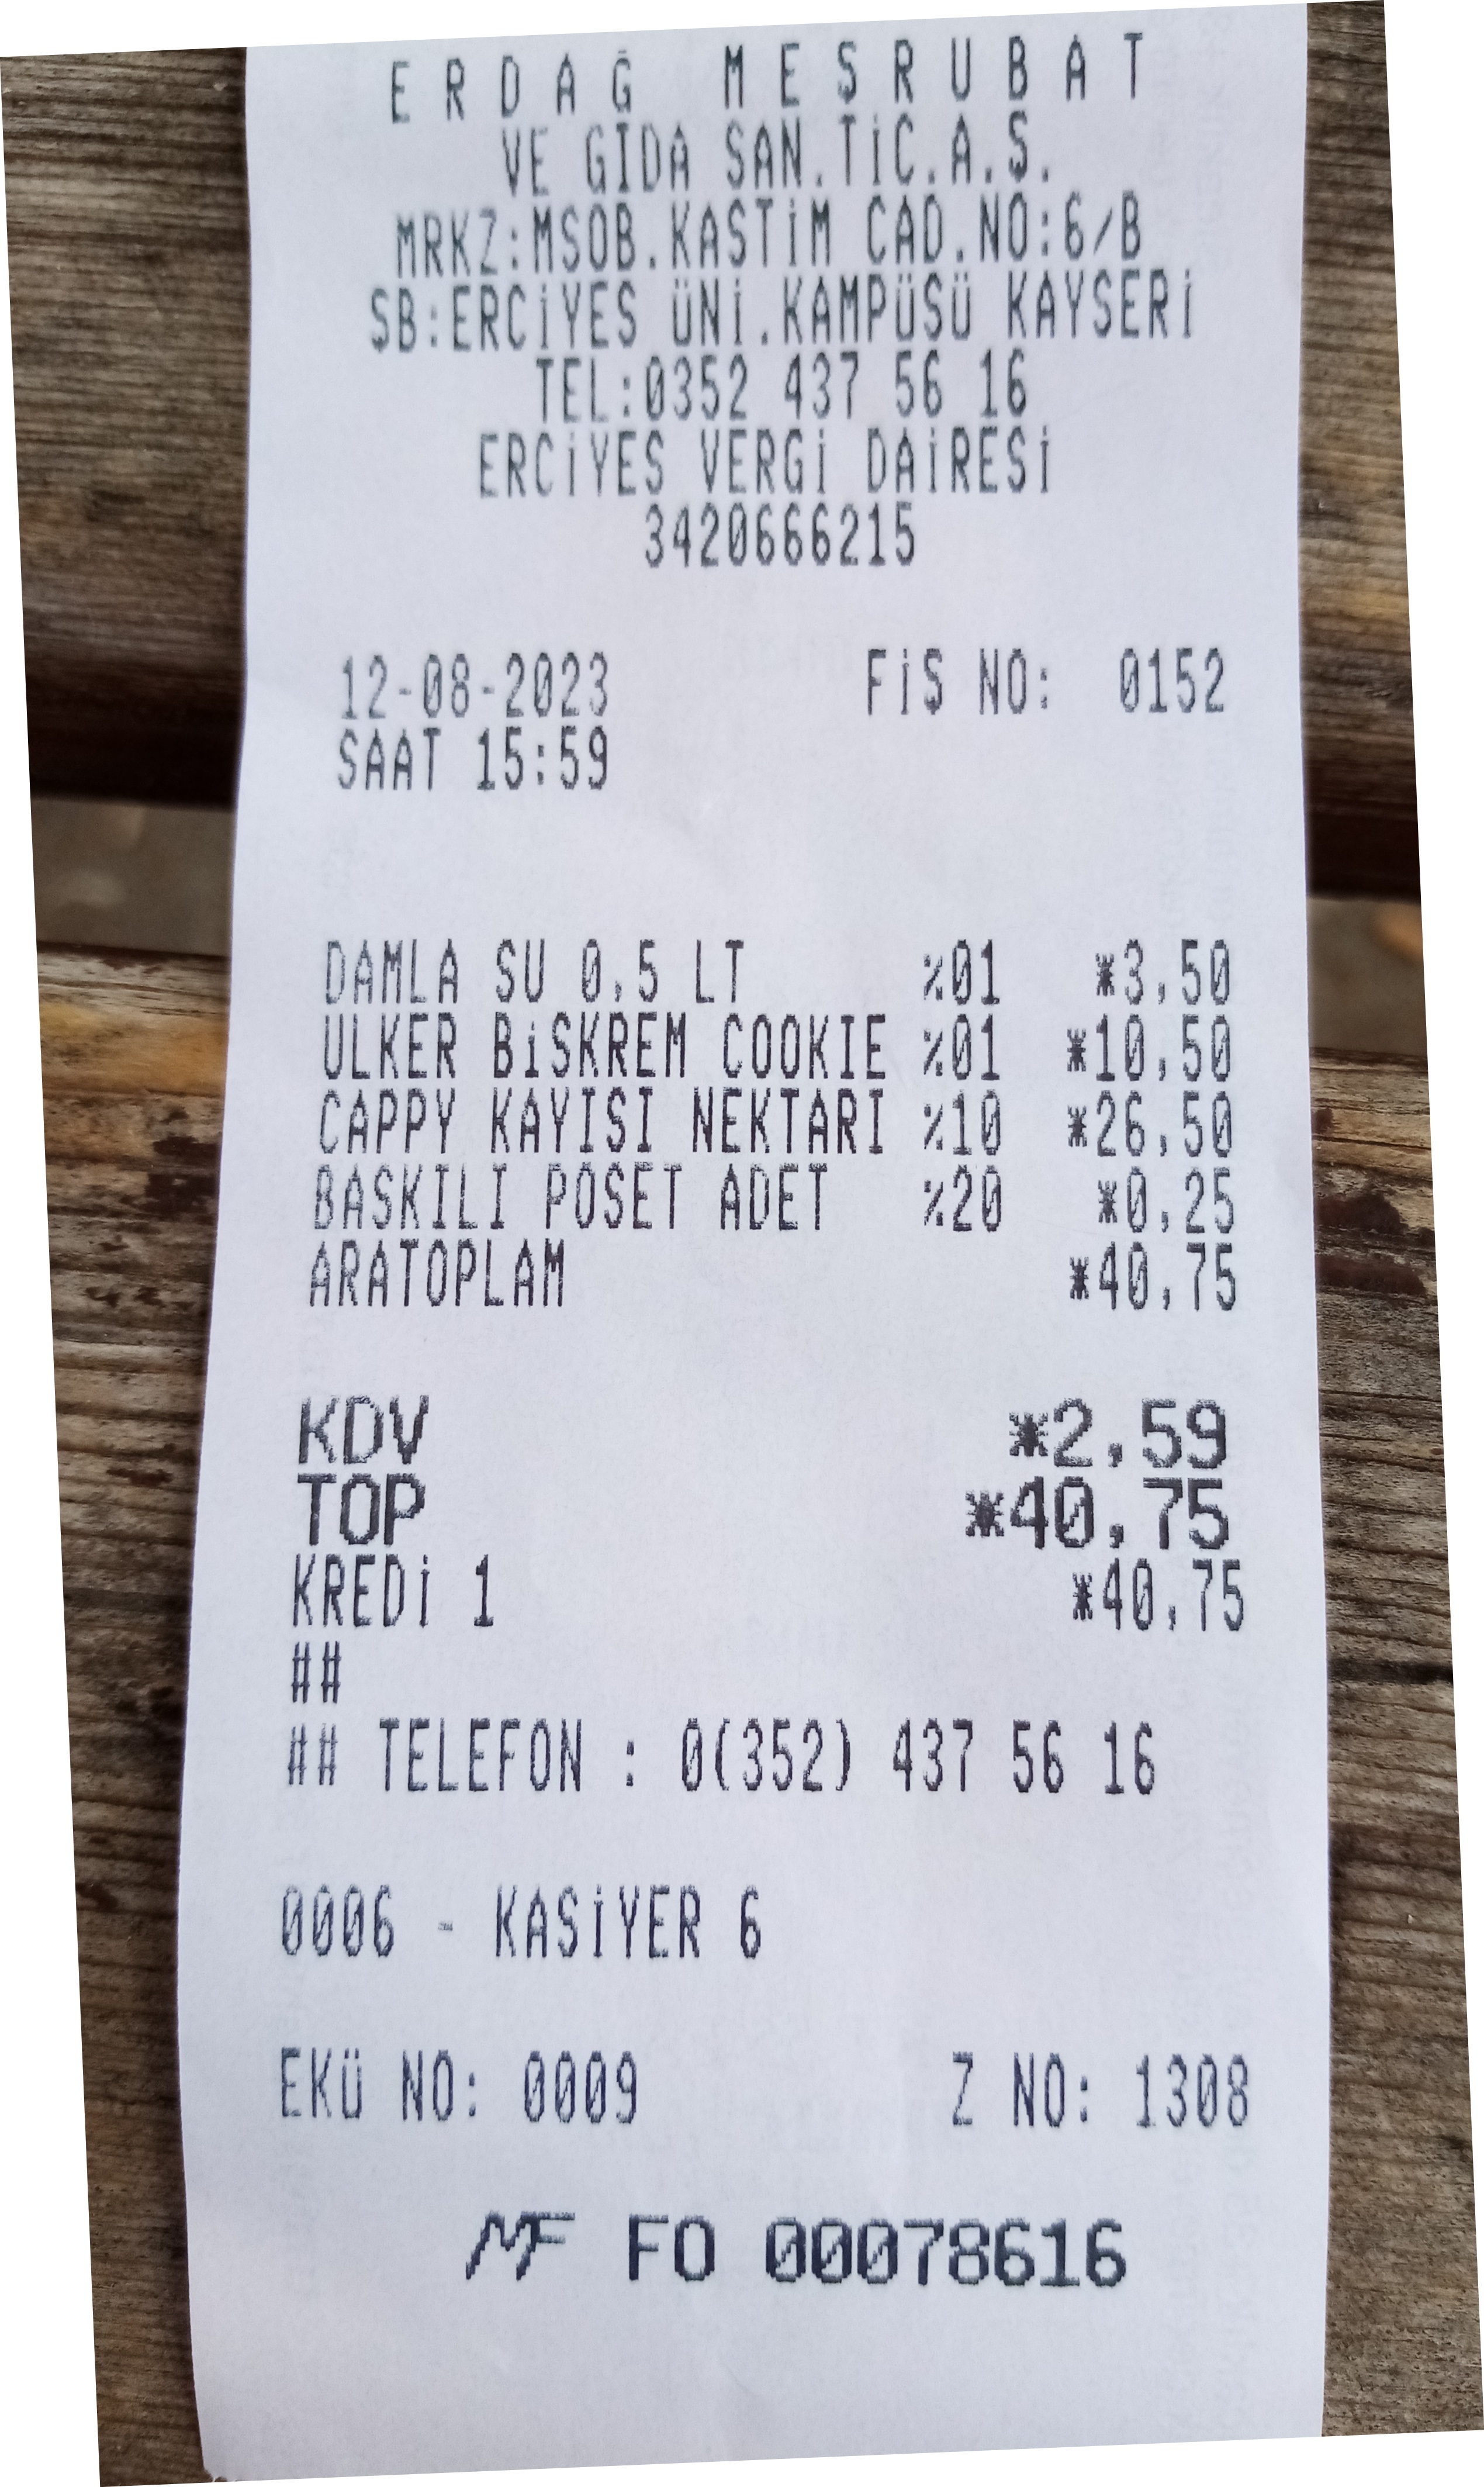 ERDAĞ MEŞRUBAT
VE GIDA SAN.TİC.A.Ş.
MRKZ:MSOB.KASTİM CAD.NO:6/B
ŞB:ERCİYES ÜNİ.KAMPÜSÜ KAYSERİ
TEL:0352 437 56 16
ERCİYES VERGİ DAİRESİ
3420666215
12-08-2023 FİŞ NO: 0152
SAAT 15:59
DAMLA SU 0.5 LT %01 *3,50
ULKER BiSKREM COOKIE %01 *10,50
CAPPY KAYISI NEKTARI %10 *26,50
BASKILI POSET ADET %20 *0,25
ARATOPLAM *40,75
KDV *2,59
TOP *40,75
KREDİ 1 *40,75
##
## TELEFON : 0(352) 437 56 16
0006 - KASİYER 6
EKÜ NO: 0009 Z NO: 1308
MF FO 00078616